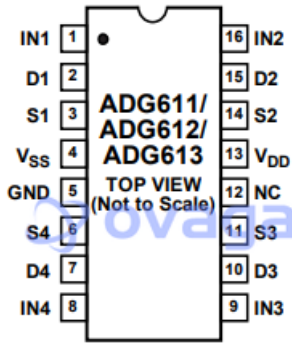 IN1 1 16 IN2
D1 2 15 D2
S1 3 14 S2
VSS 4 13 VDD
GND 5 12 NC
S4 6 11 S3
D4 7 10 D3
IN4 8 9 IN3
ADG611/
ADG612/
ADG613
TOP VIEW
(Not to Scale)
ovaga